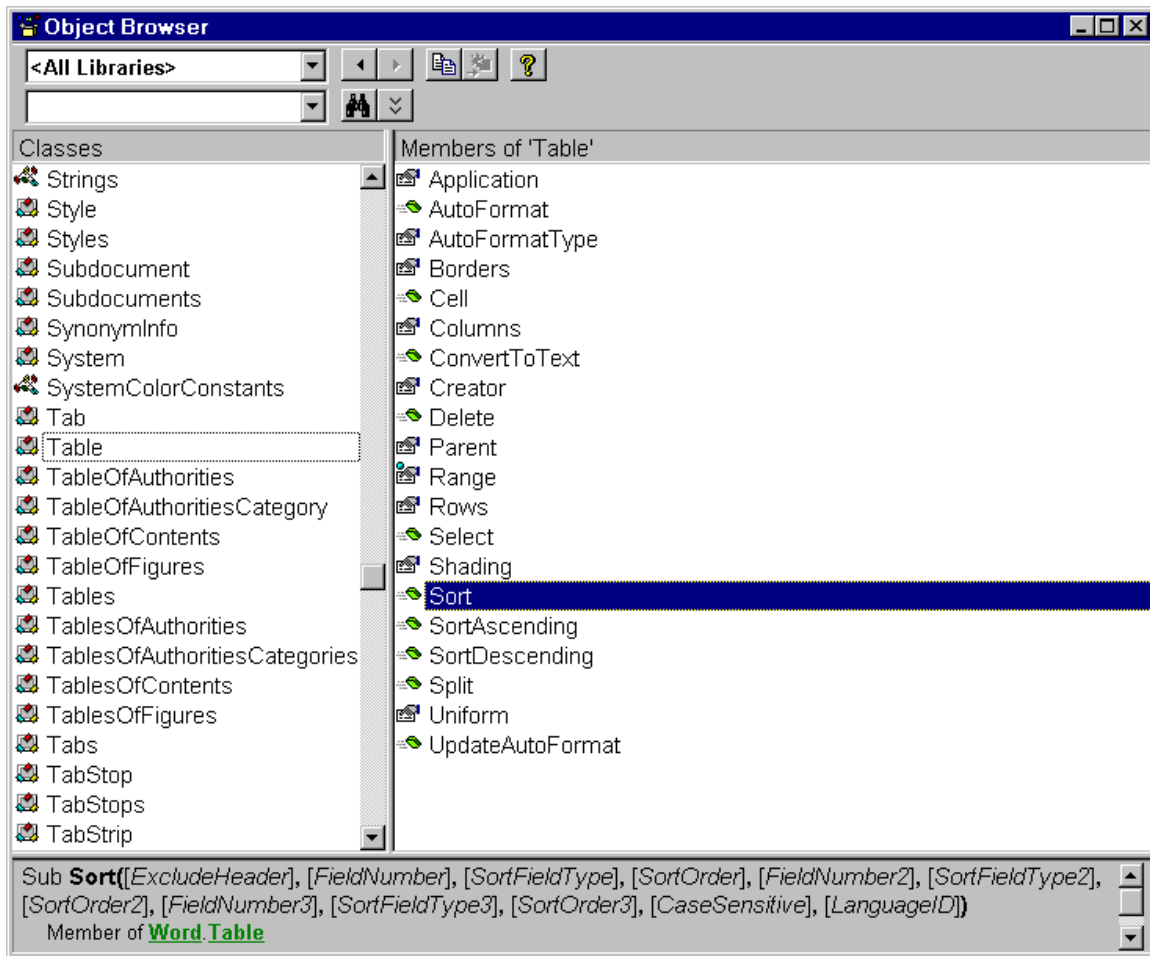 Object Browser
<All Libraries>
Classes
Members of 'Table'
Strings
Style
Styles
Subdocument
Subdocuments
SynonymInfo
System
SystemColorConstants
Tab
Table
TableOfAuthorities
TableOfAuthoritiesCategory
TableOfContents
TableOfFigures
Tables
TablesOfAuthorities
TablesOfAuthoritiesCategories
TablesOfContents
TablesOfFigures
Tabs
TabStop
TabStops
TabStrip
Application
AutoFormat
AutoFormatType
Borders
Cell
Columns
ConvertToText
Creator
Delete
Parent
Range
Rows
Select
Shading
Sort
SortAscending
SortDescending
Split
Uniform
UpdateAutoFormat
Sub Sort([ExcludeHeader], [FieldNumber], [SortFieldType], [SortOrder], [FieldNumber2], [SortFieldType2],
[SortOrder2], [FieldNumber3], [SortFieldType3], [SortOrder3], [CaseSensitive], [LanguageID])
Member of Word.Table